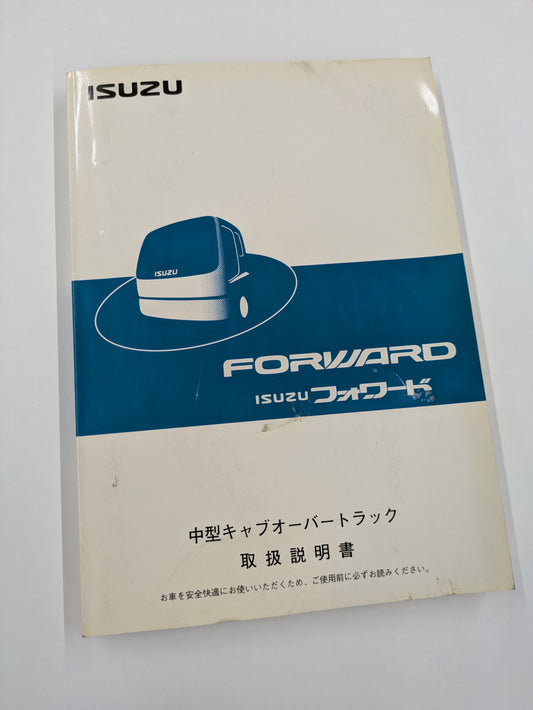 ISUZU
ISUZU
FORWARD
ISUZU フォワード
中型キャブオーバートラック
取扱説明書
お車を安全快適にお使いいただくため、ご使用前に必ずお読みください。